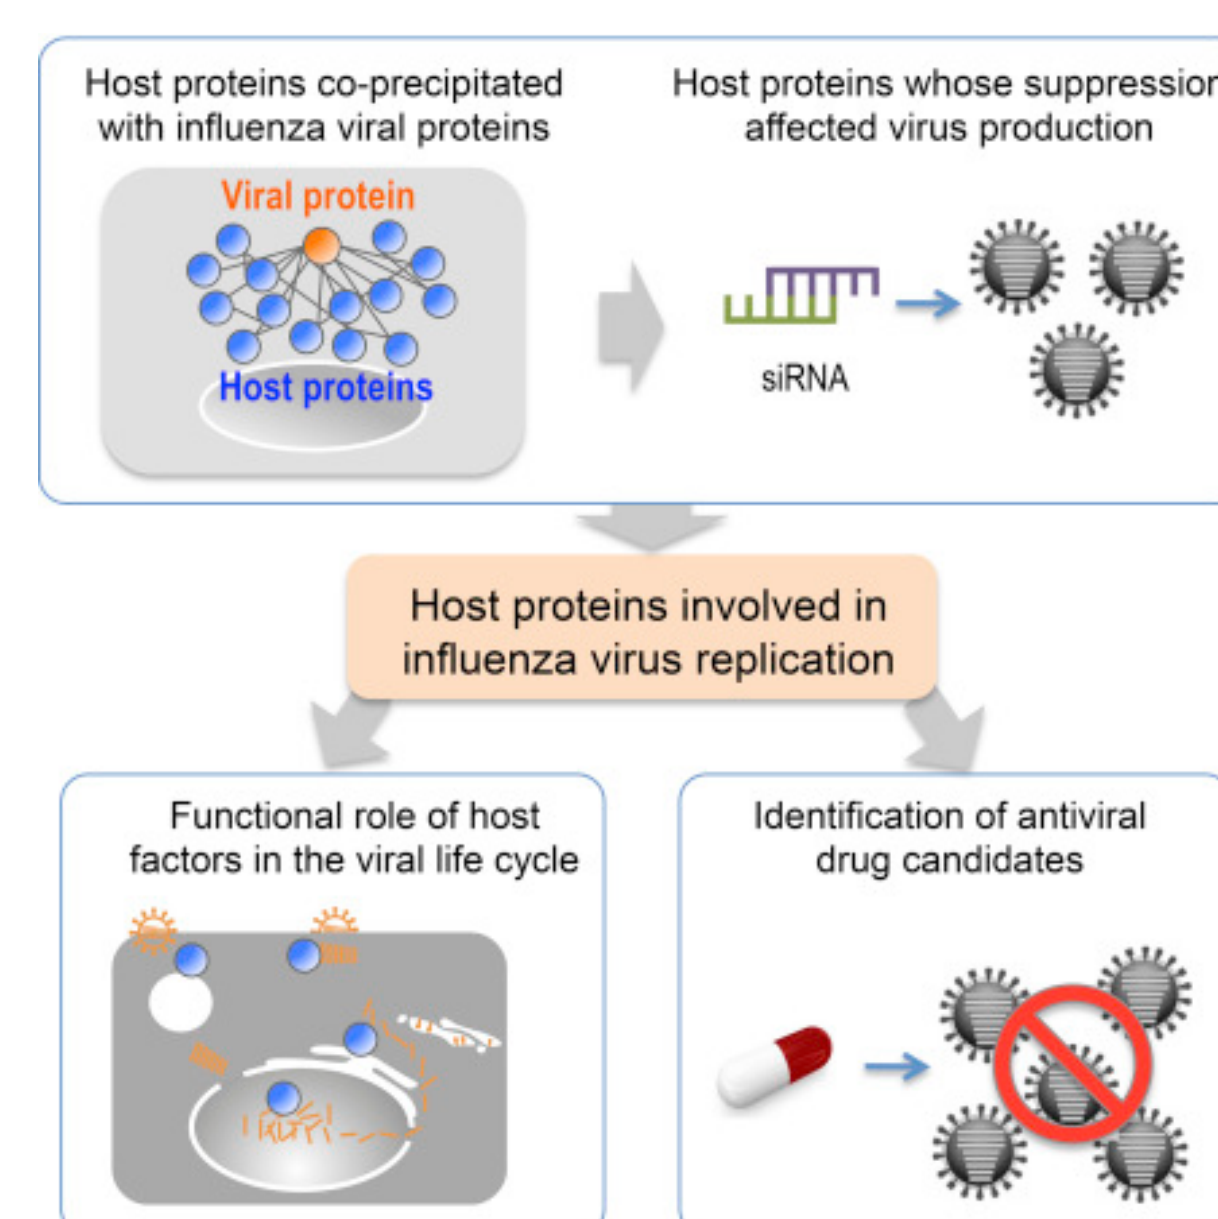 Host proteins co-precipitated
with influenza viral proteins
Host proteins whose suppression
affected virus production
Viral protein
Host proteins
siRNA
Host proteins involved in
influenza virus replication
Functional role of host
factors in the viral life cycle
Identification of antiviral
drug candidates